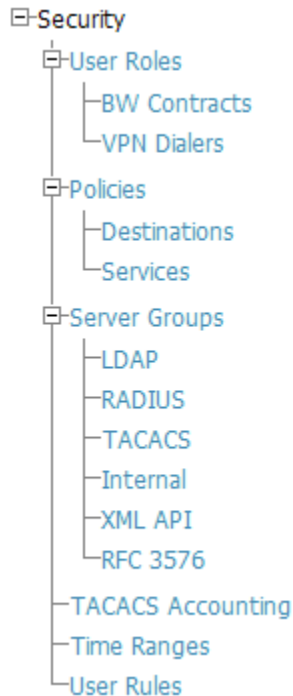 Security
User Roles
BW Contracts
VPN Dialers
Policies
Destinations
Services
Server Groups
LDAP
RADIUS
TACACS
Internal
XML API
RFC 3576
TACACS Accounting
Time Ranges
User Rules